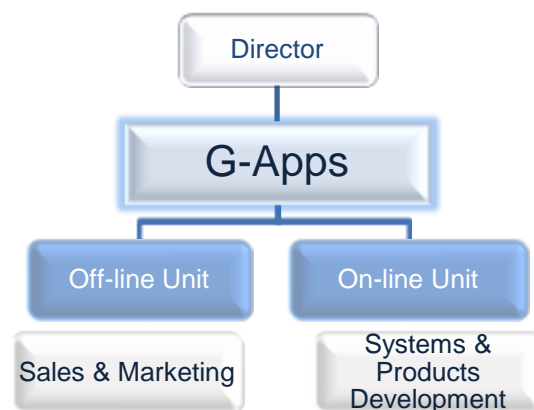 Director
G-Apps
Off-line Unit
On-line Unit
Sales & Marketing
Systems &
Products
Development